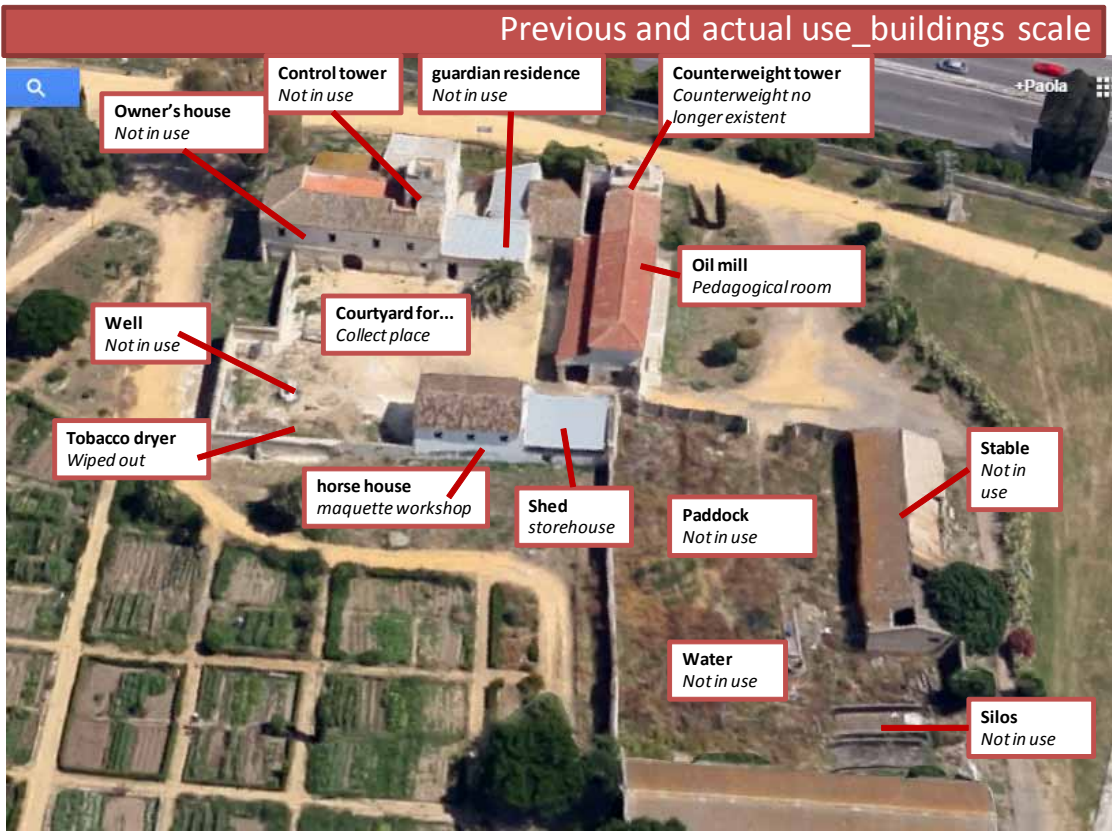 Previous and actual use_buildings scale
Control tower
Not in use
guardian residence
Not in use
Counterweight tower
Counterweight no
longer existent
+Paola
Owner's house
Not in use
Oil mill
Pedagogical room
Courtyard for...
Collect place
Well
Not in use
Tobacco dryer
Wiped out
Stable
Not in
use
horse house
maquette workshop
Shed
storehouse
Paddock
Not in use
Water
Not in use
Silos
Not in use